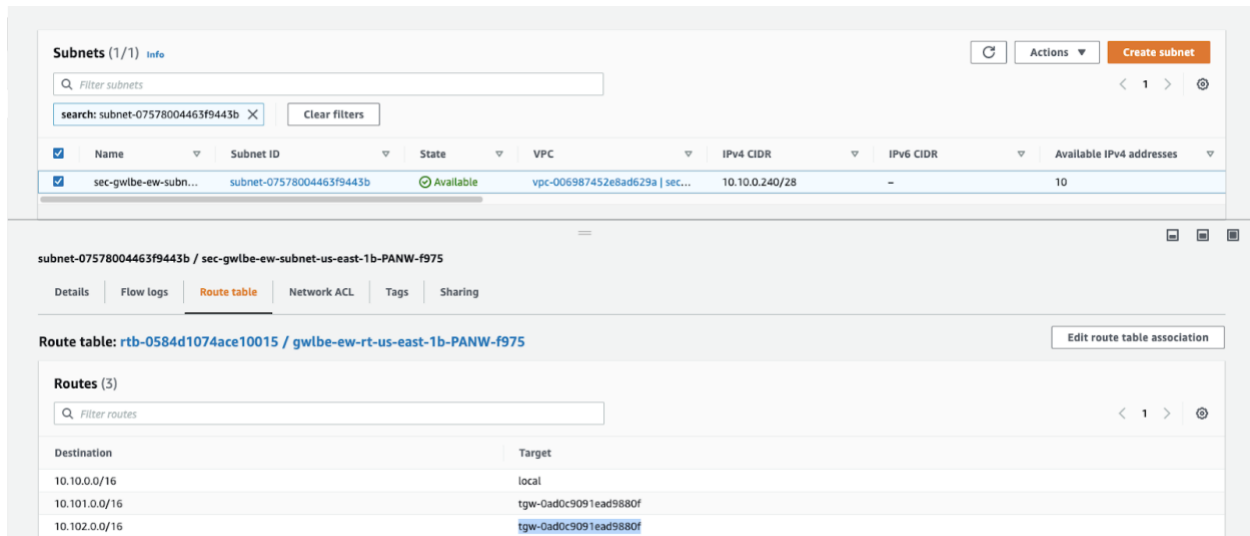 Subnets (1/1) Info
Actions ▼ Create subnet
Filter subnets
1
search: subnet-07578004463f9443b Clear filters
Name Subnet ID State VPC IPv4 CIDR IPv6 CIDR Available IPv4 addresses
sec-gwlbe-ew-subn... subnet-07578004463f9443b Available vpc-006987452e8ad629a | sec... 10.10.0.240/28 – 10
subnet-07578004463f9443b / sec-gwlbe-ew-subnet-us-east-1b-PANW-f975
Details Flow logs Route table Network ACL Tags Sharing
Route table: rtb-0584d1074ace10015 / gwlbe-ew-rt-us-east-1b-PANW-f975 Edit route table association
Routes (3)
Filter routes
1
Destination Target
10.10.0.0/16 local
10.101.0.0/16 tgw-0ad0c9091ead9880f
10.102.0.0/16 tgw-0ad0c9091ead9880f